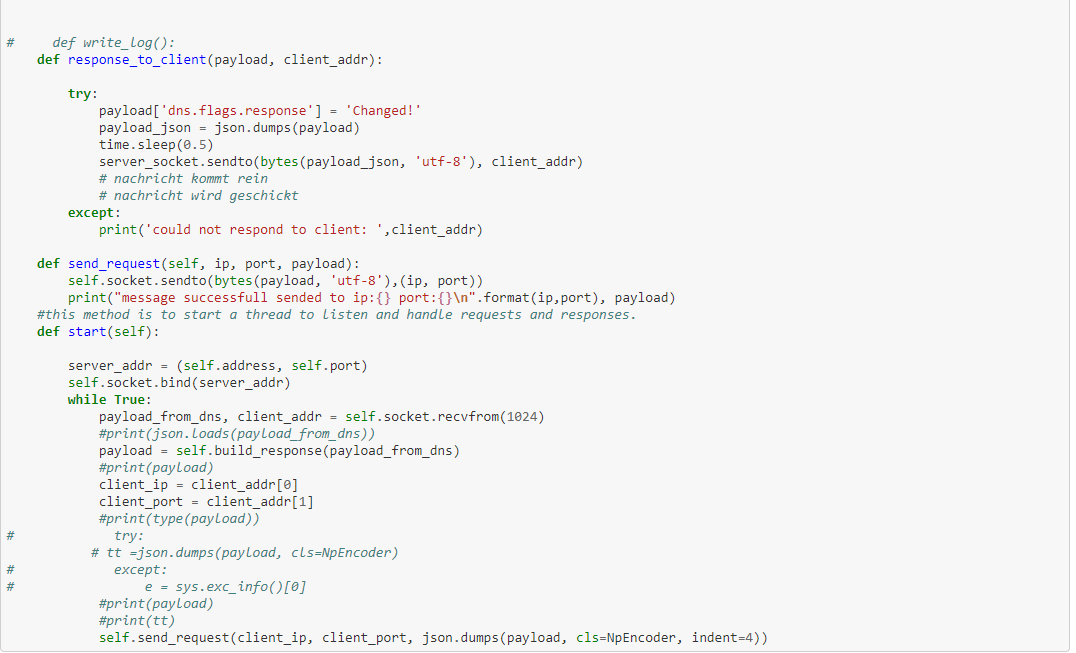 #     def write_log():
    def response_to_client(payload, client_addr):

        try:
            payload['dns.flags.response'] = 'Changed!'
            payload_json = json.dumps(payload)
            time.sleep(0.5)
            server_socket.sendto(bytes(payload_json, 'utf-8'), client_addr)
            # nachricht kommt rein
            # nachricht wird geschickt
        except:
            print('could not respond to client: ',client_addr)

    def send_request(self, ip, port, payload):
        self.socket.sendto(bytes(payload, 'utf-8'),(ip, port))
        print("message successfull sended to ip:{} port:{}\n".format(ip,port), payload)
    #this method is to start a thread to listen and handle requests and responses.
    def start(self):

        server_addr = (self.address, self.port)
        self.socket.bind(server_addr)
        while True:
            payload_from_dns, client_addr = self.socket.recvfrom(1024)
            #print(json.loads(payload_from_dns))
            payload = self.build_response(payload_from_dns)
            #print(payload)
            client_ip = client_addr[0]
            client_port = client_addr[1]
            #print(type(payload))
#             try:
           # tt =json.dumps(payload, cls=NpEncoder)
#             except:
#                 e = sys.exc_info()[0]
            #print(payload)
            #print(tt)
            self.send_request(client_ip, client_port, json.dumps(payload, cls=NpEncoder, indent=4))